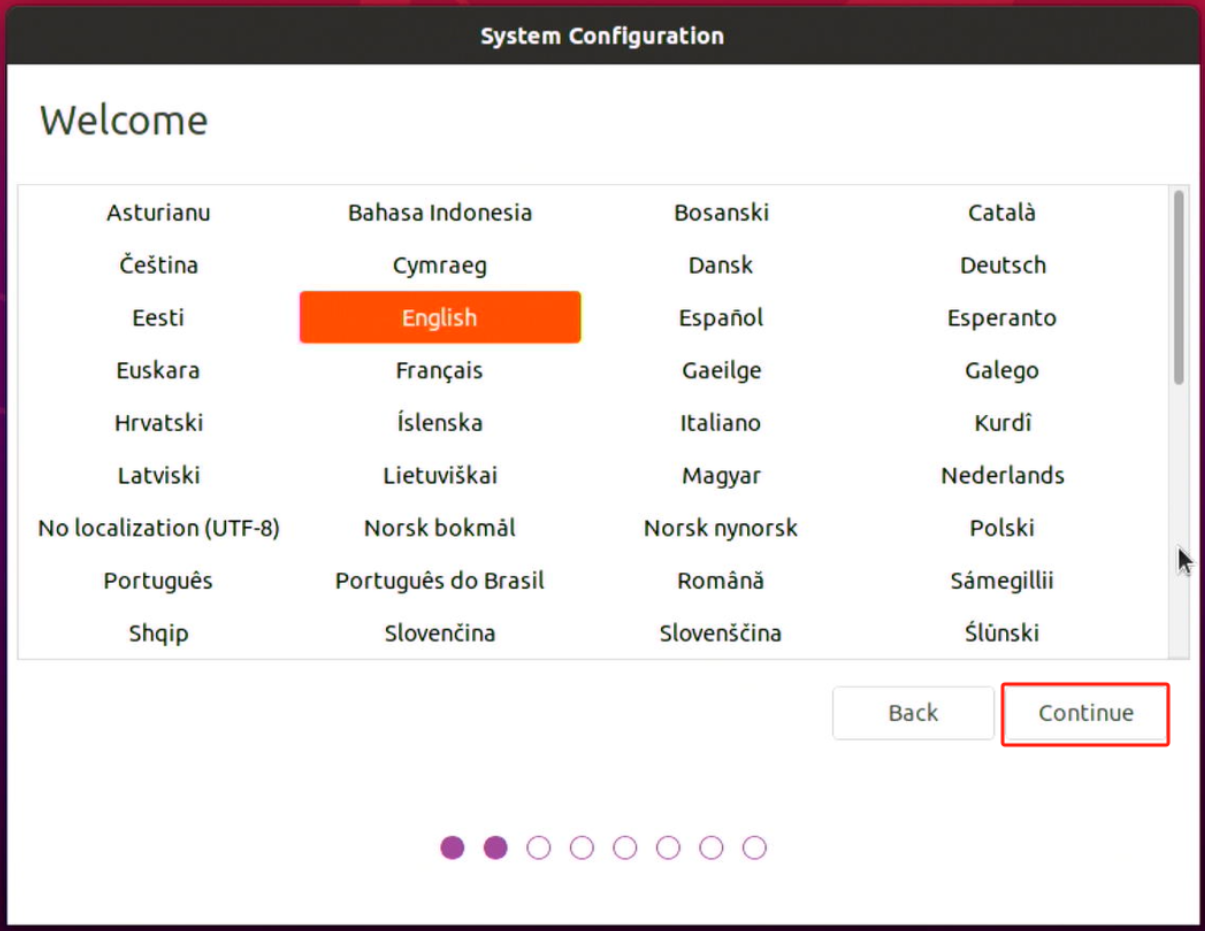 System Configuration
Welcome
Asturianu Bahasa Indonesia Bosanski Català
Čeština Cymraeg Dansk Deutsch
Eesti English Español Esperanto
Euskara Français Gaeilge Galego
Hrvatski Íslenska Italiano Kurdî
Latviski Lietuviškai Magyar Nederlands
No localization (UTF-8) Norsk bokmål Norsk nynorsk Polski
Português Português do Brasil Română Sámegillii
Shqip Slovenčina Slovenščina Ślůnski
Back Continue